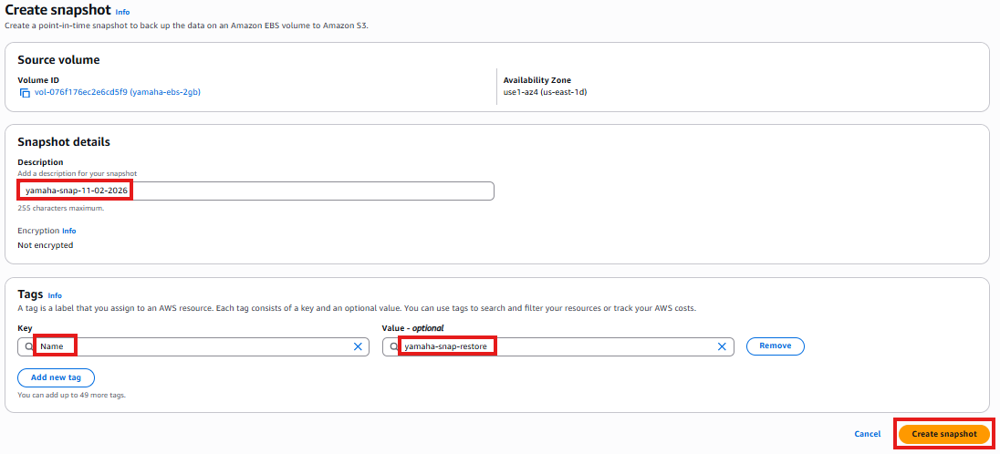 Create snapshot Info
Create a point-in-time snapshot to back up the data on an Amazon EBS volume to Amazon S3.
Source volume
Volume ID
vol-076f176ec2e6cd5f9 (yamaha-ebs-2gb)
Availability Zone
use1-az4 (us-east-1d)
Snapshot details
Description
Add a description for your snapshot
yamaha-snap-11-02-2026
255 characters maximum.
Encryption Info
Not encrypted
Tags Info
A tag is a label that you assign to an AWS resource. Each tag consists of a key and an optional value. You can use tags to search and filter your resources or track your AWS costs.
Key
Value - optional
Name
yamaha-snap-restore
Remove
Add new tag
You can add up to 49 more tags.
Cancel
Create snapshot